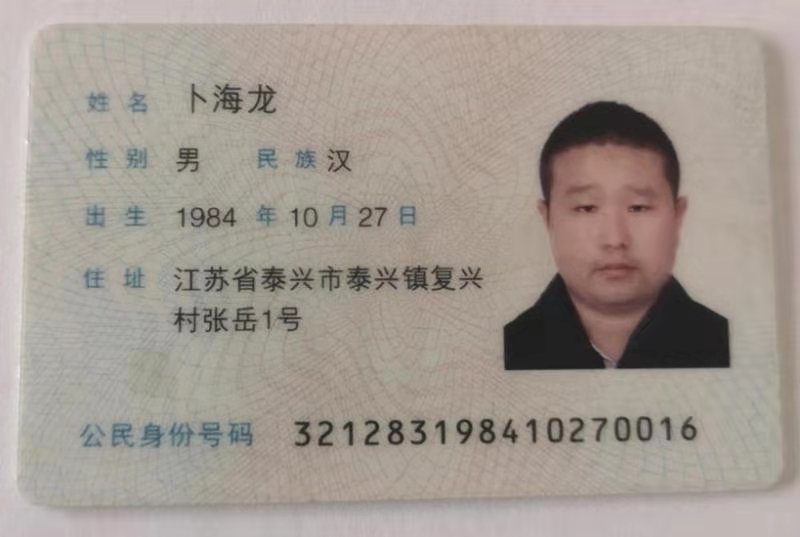 姓名 卜海龙
性别 男 民族 汉
出生 1984 年 10 月 27 日
住址 江苏省泰兴市泰兴镇复兴
村张岳1号
公民身份号码 321283198410270016